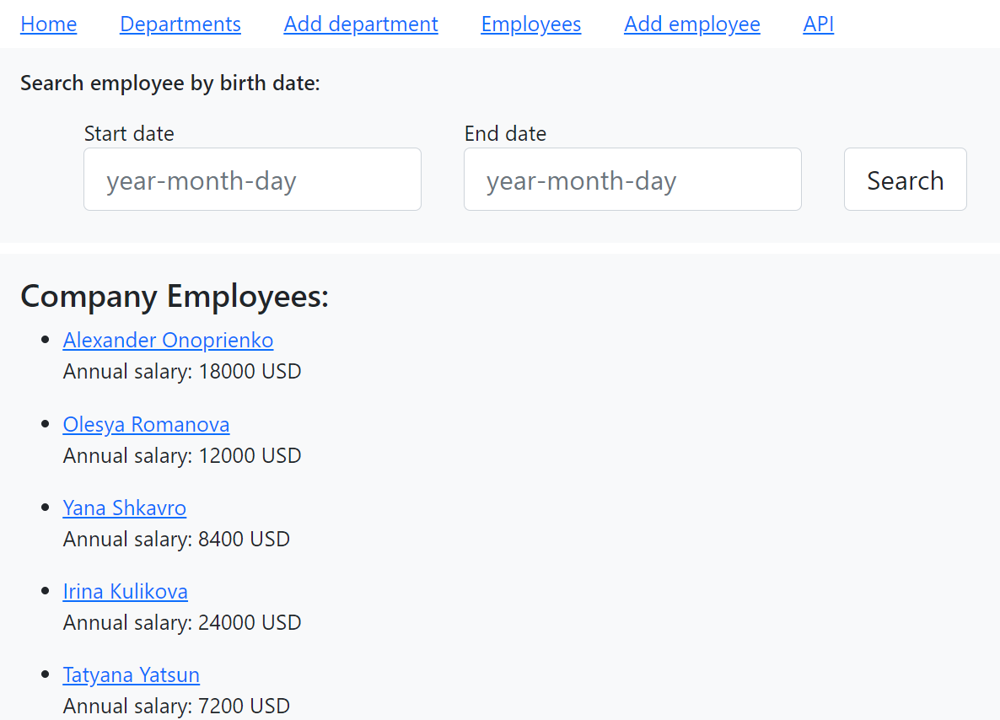 Home Departments Add department Employees Add employee API
Search employee by birth date:
Start date End date
year-month-day year-month-day Search
Company Employees:
Alexander Onoprienko
Annual salary: 18000 USD
Olesya Romanova
Annual salary: 12000 USD
Yana Shkavro
Annual salary: 8400 USD
Irina Kulikova
Annual salary: 24000 USD
Tatyana Yatsun
Annual salary: 7200 USD